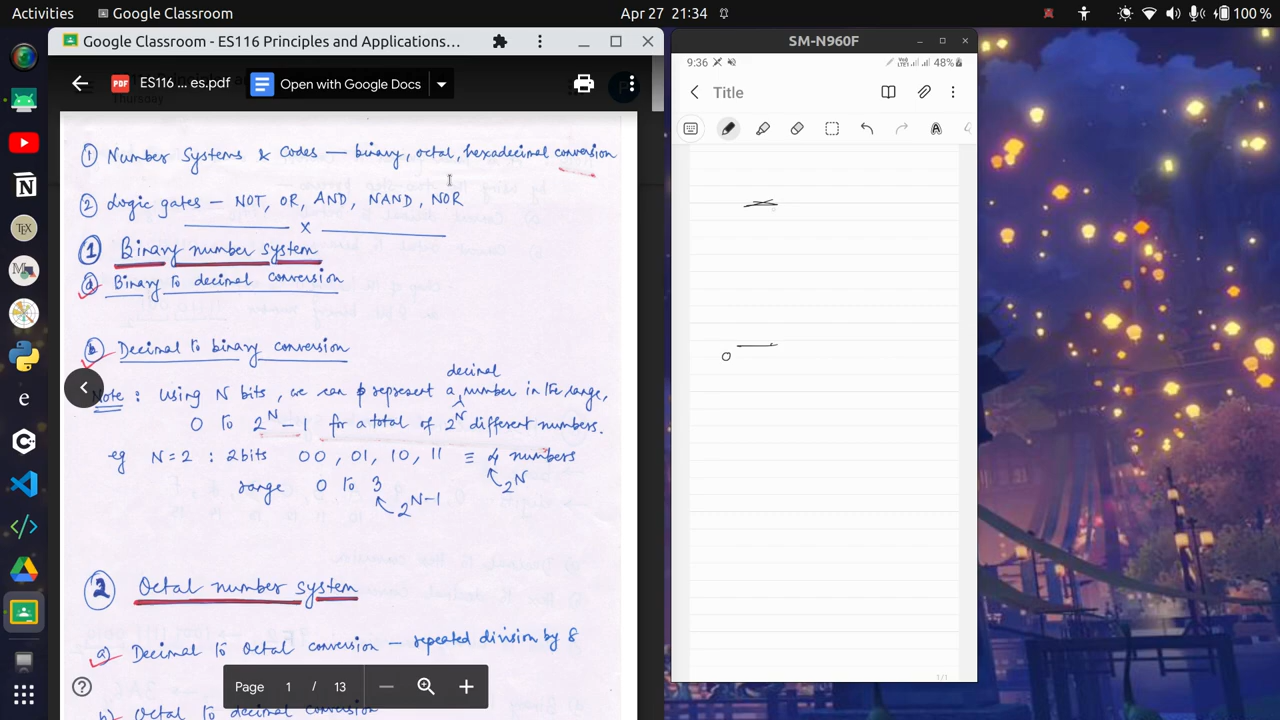 Activities
Google Classroom
Apr 27 21:34
100 %
Google Classroom - ES116 Principles and Applications…
SM-N960F
PDF
ES116 ... es.pdf
Open with Google Docs
9:36
48%
Title
① Number Systems & Codes — binary, octal, hexadecimal conversion
② Logic gates — NOT, OR, AND, NAND, NOR
x
① Binary number system
ⓐ Binary to decimal conversion
ⓑ Decimal to binary conversion
decimal
Note : Using N bits, we can represent a number in the range,
0 to 2^N - 1 for a total of 2^N different numbers.
eg N=2 : 2 bits 00, 01, 10, 11 ≡ 4 numbers
2^N
range 0 to 3
2^N-1
② Octal number system
a) Decimal to Octal conversion — repeated division by 8
b) Octal to decimal conversion
Page 1 / 13
1/1